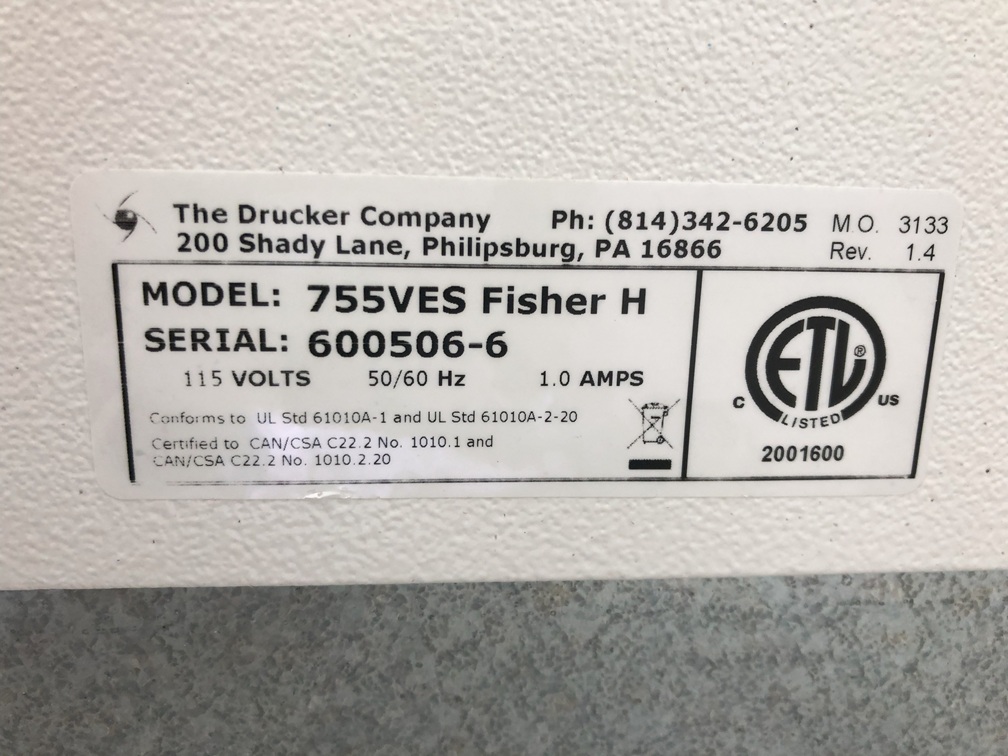 The Drucker Company Ph: (814)342-6205 M O. 3133
200 Shady Lane, Philipsburg, PA 16866 Rev. 1.4
MODEL: 755VES Fisher H
SERIAL: 600506-6
115 VOLTS 50/60 Hz 1.0 AMPS
Conforms to UL Std 61010A-1 and UL Std 61010A-2-20
Certified to CAN/CSA C22.2 No. 1010.1 and
CAN/CSA C22.2 No. 1010.2.20
ETL ®
C US
LISTED
2001600